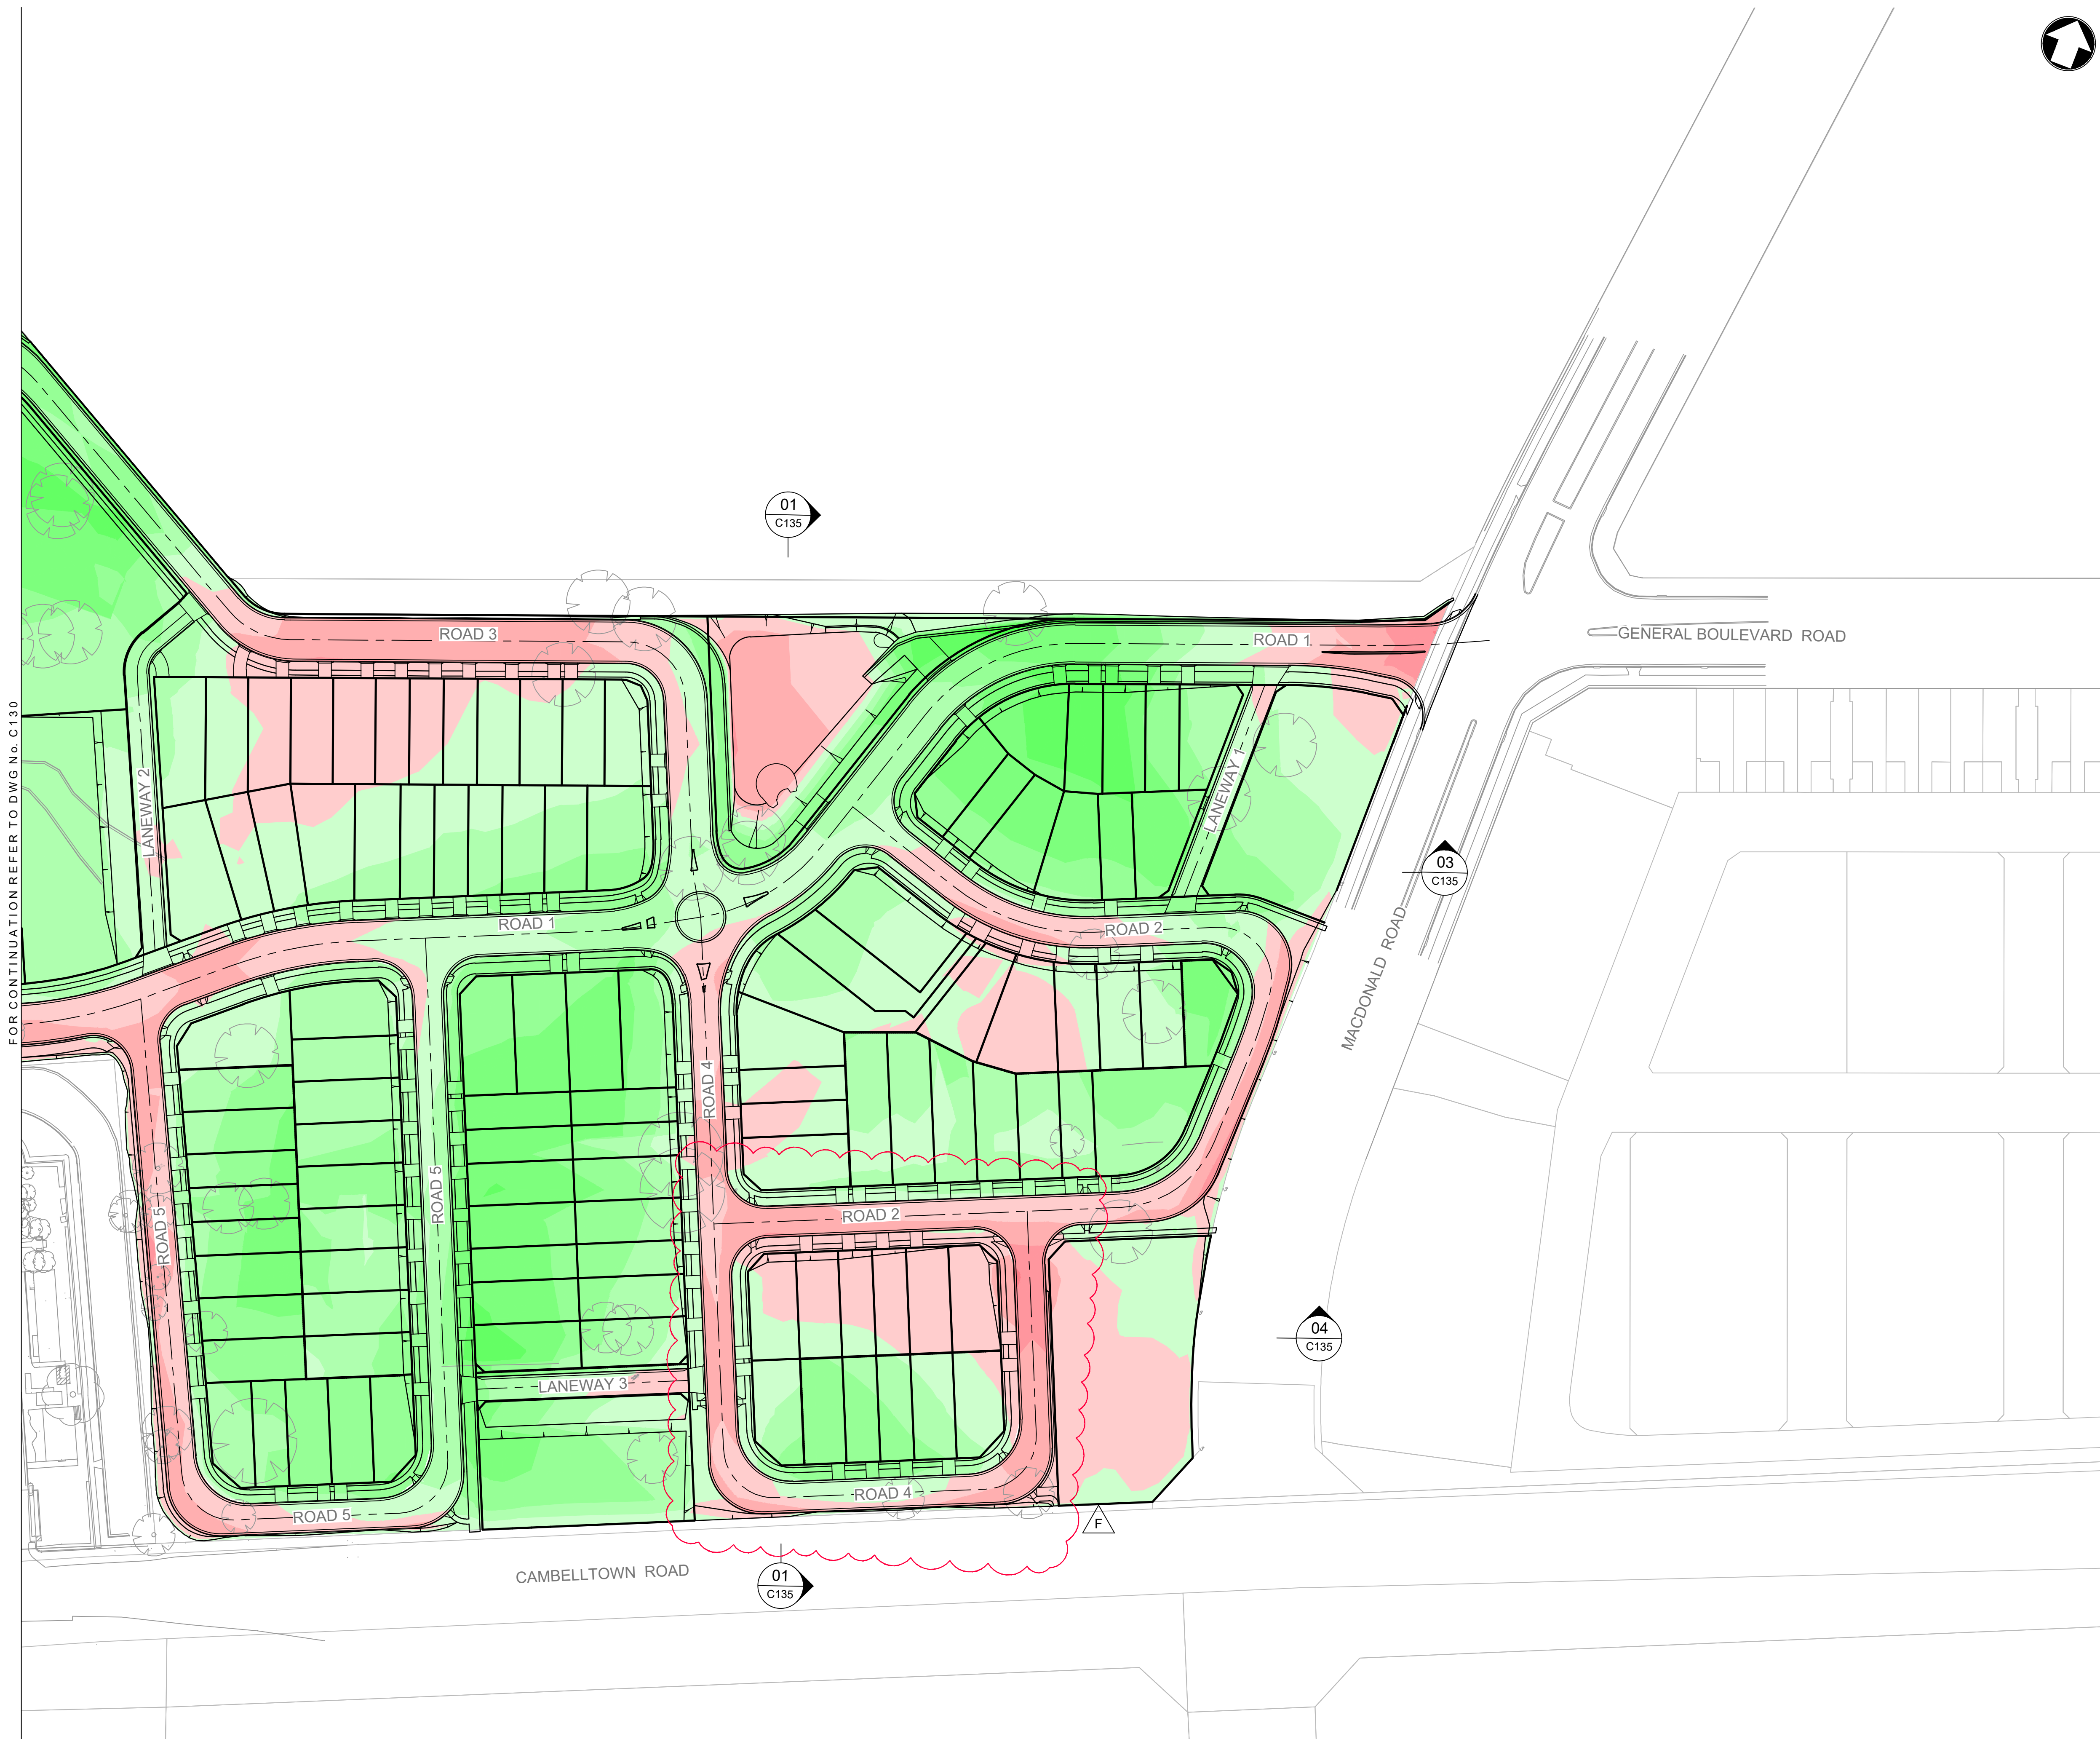 01
C135
ROAD 3
ROAD 1
GENERAL BOULEVARD  ROAD
FOR CONTINUATION REFER TO DWG No. C130
LANEWAY 2
LANEWAY 1
03
C135
ROAD 1
ROAD 2
MACDONALD ROAD
ROAD 4
ROAD 5
ROAD 5
ROAD 2
04
C135
LANEWAY 3
ROAD 4
ROAD 5
F
CAMBELLTOWN  ROAD
01
C135